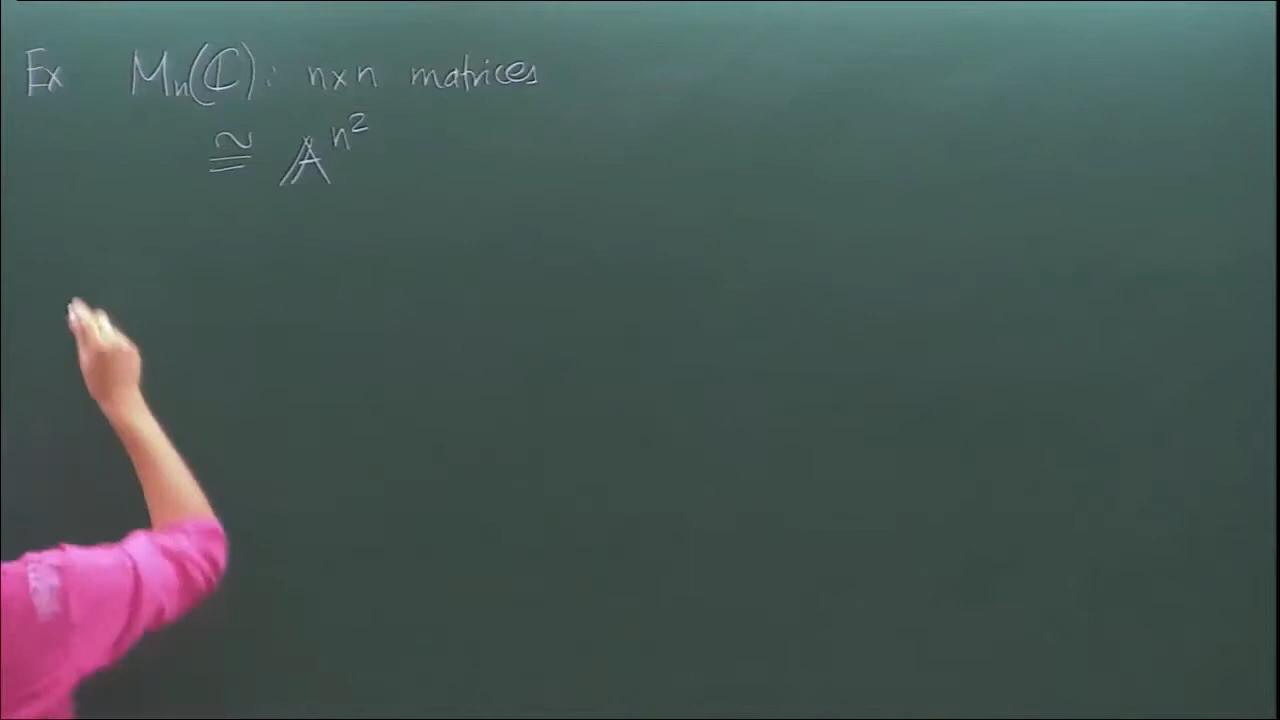 Ex Mₙ(ℂ): n×n matrices
≅ 𝔸ⁿ²